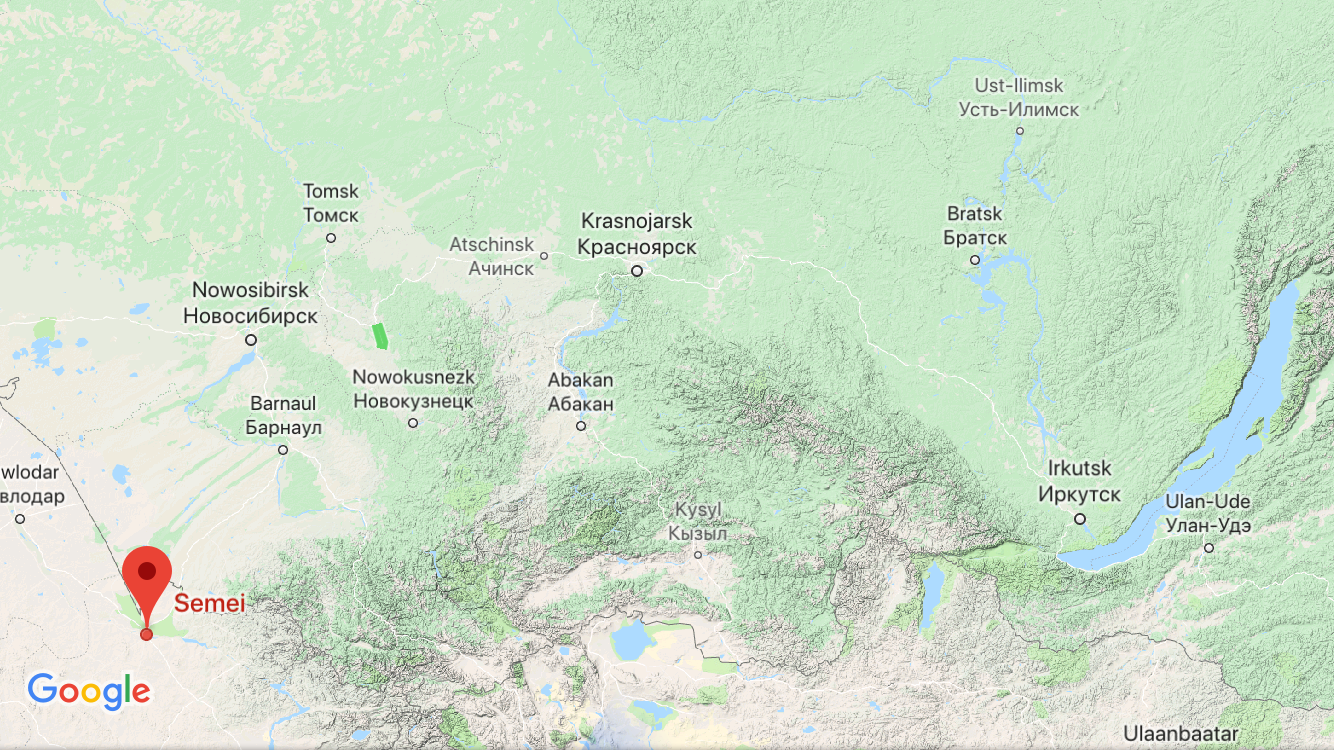 Ust-Ilimsk
Усть-Илимск
Tomsk
Томск
Krasnojarsk
Красноярск
Bratsk
Братск
Atschinsk
Ачинск
Nowosibirsk
Новосибирск
Nowokusnezk
Новокузнецк
Abakan
Абакан
Barnaul
Барнаул
wlodar
влодар
Irkutsk
Иркутск
Ulan-Ude
Улан-Удэ
Kysyl
Кызыл
Semei
Google
Ulaanbaatar